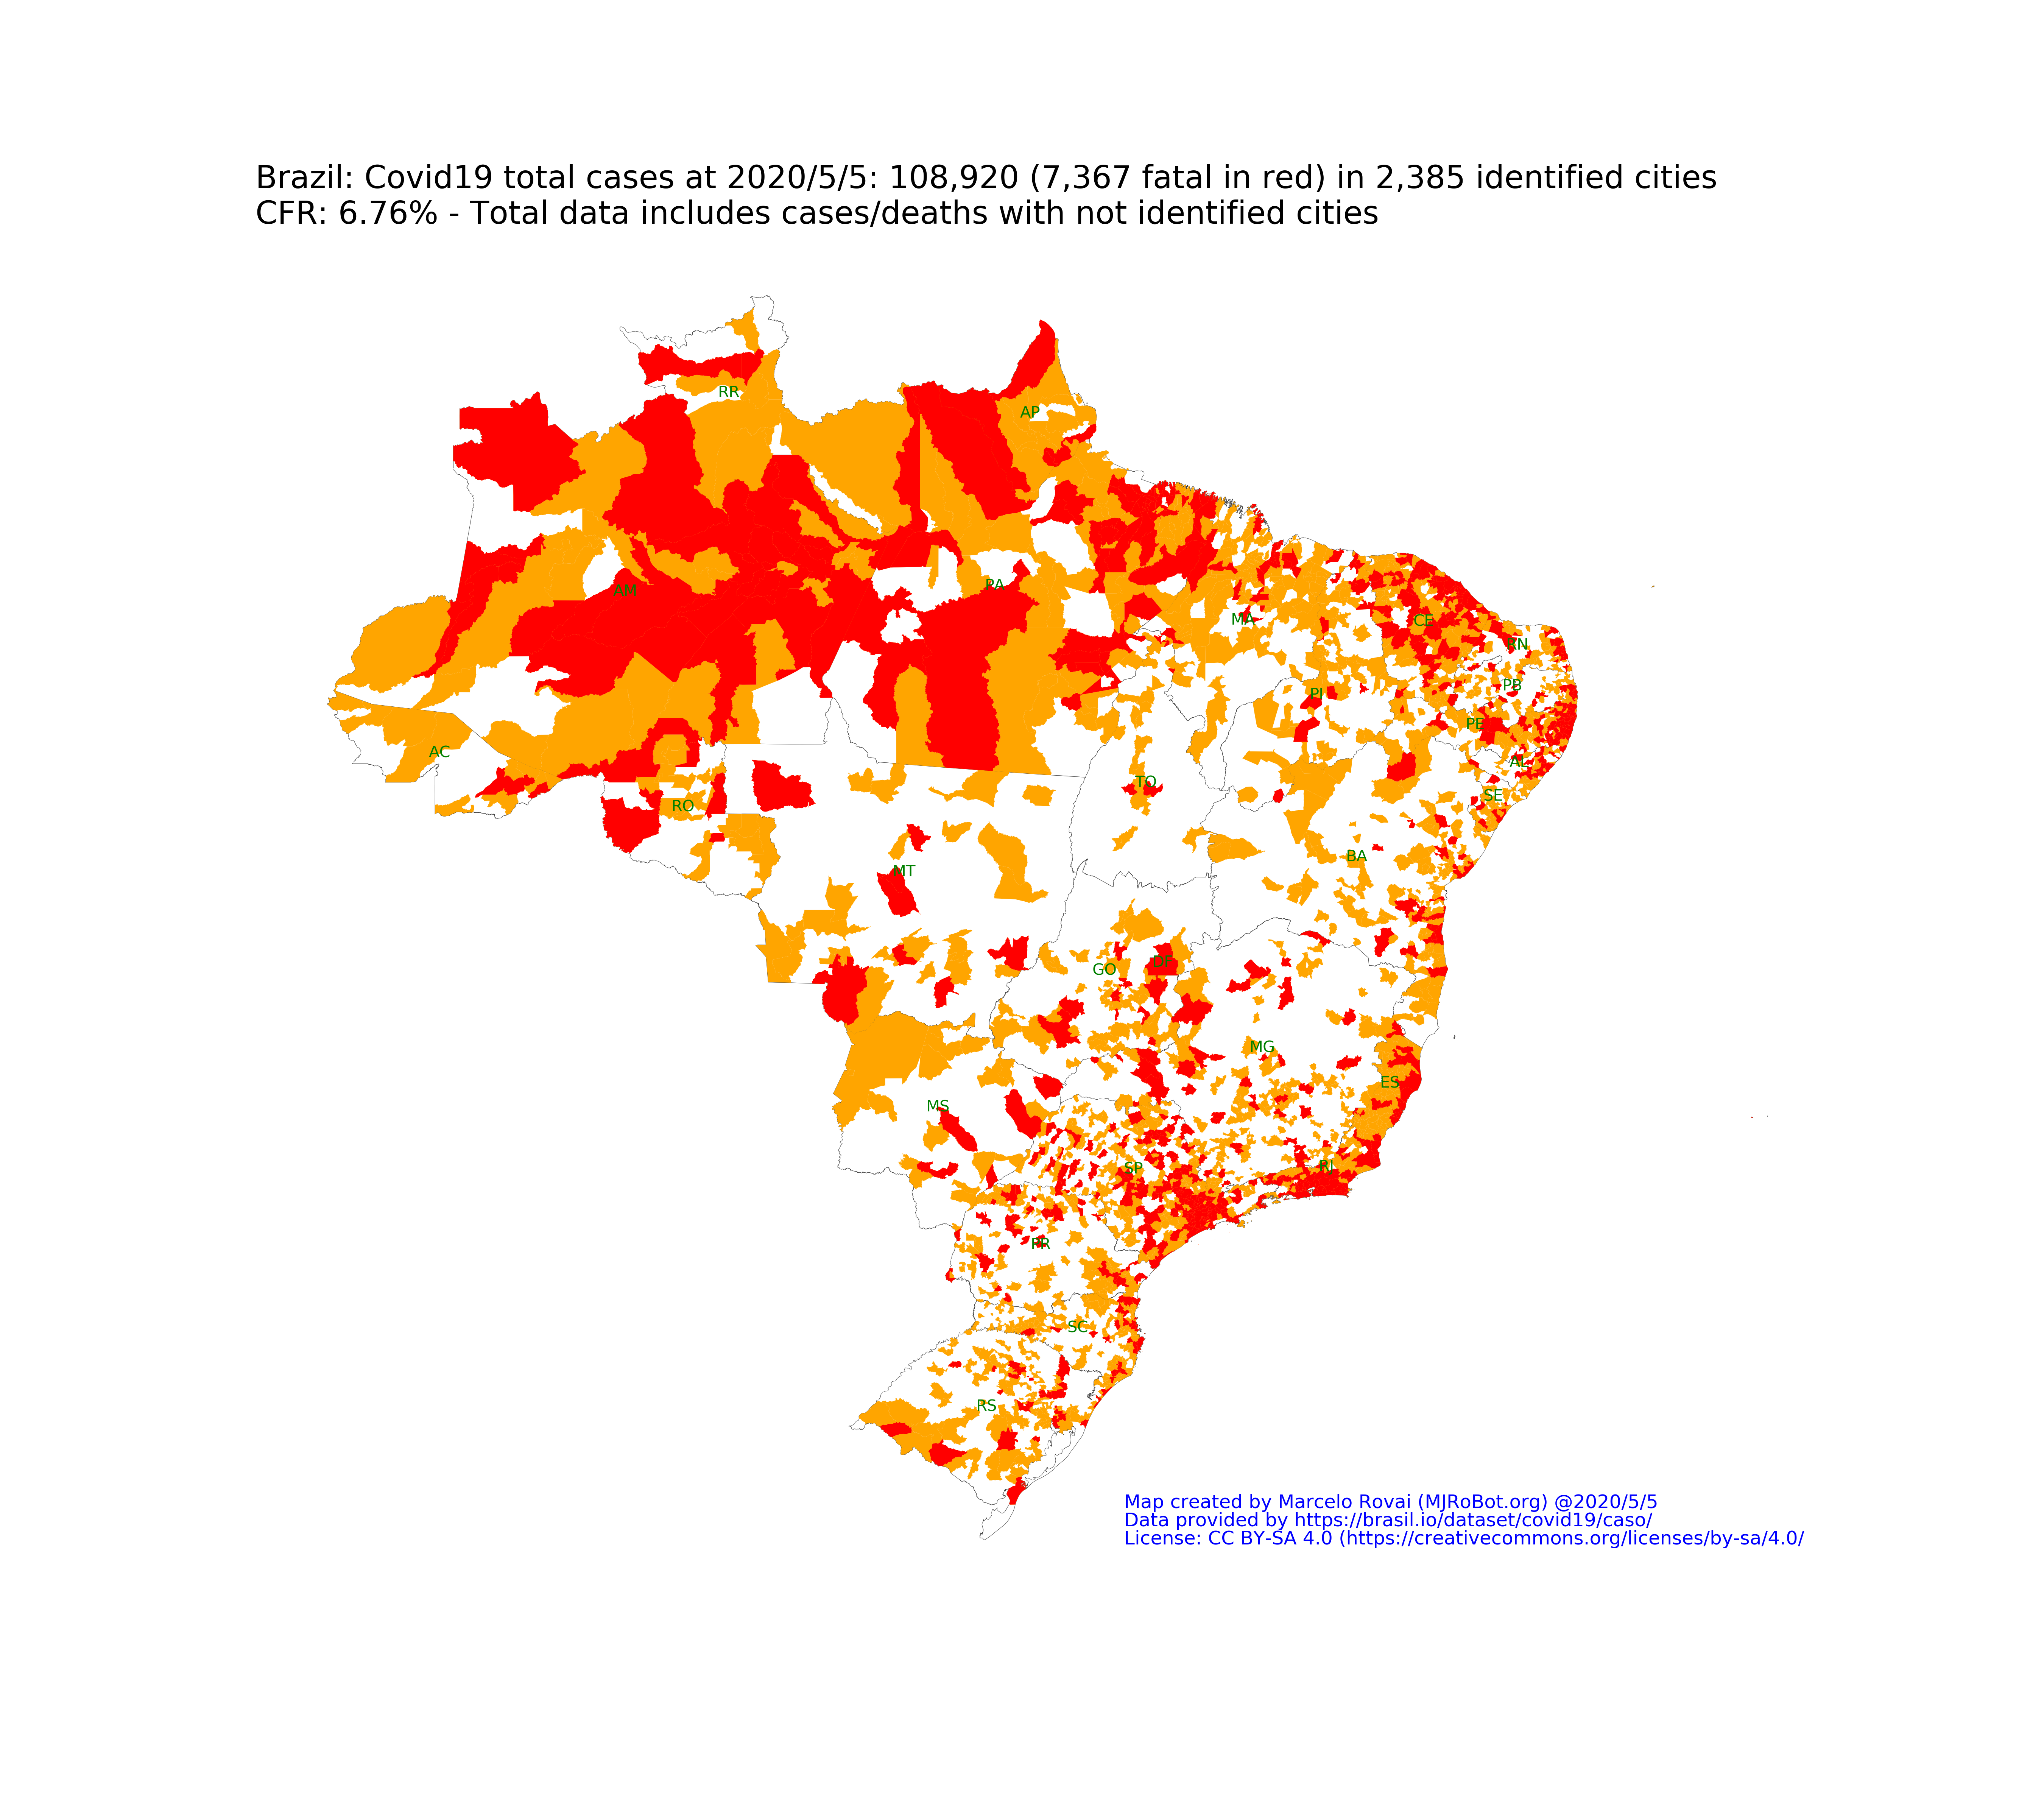 Brazil: Covid19 total cases at 2020/5/5: 108,920 (7,367 fatal in red) in 2,385 identified cities
CFR: 6.76% - Total data includes cases/deaths with not identified cities
RR
AP
AM
PA
MA
CE
RN
PB
PI
PE
AC
AL
TO
SE
RO
BA
MT
DF
GO
MG
ES
MS
RJ
SP
PR
SC
RS
Map created by Marcelo Rovai (MJRoBot.org) @2020/5/5
Data provided by https://brasil.io/dataset/covid19/caso/
License: CC BY-SA 4.0 (https://creativecommons.org/licenses/by-sa/4.0/